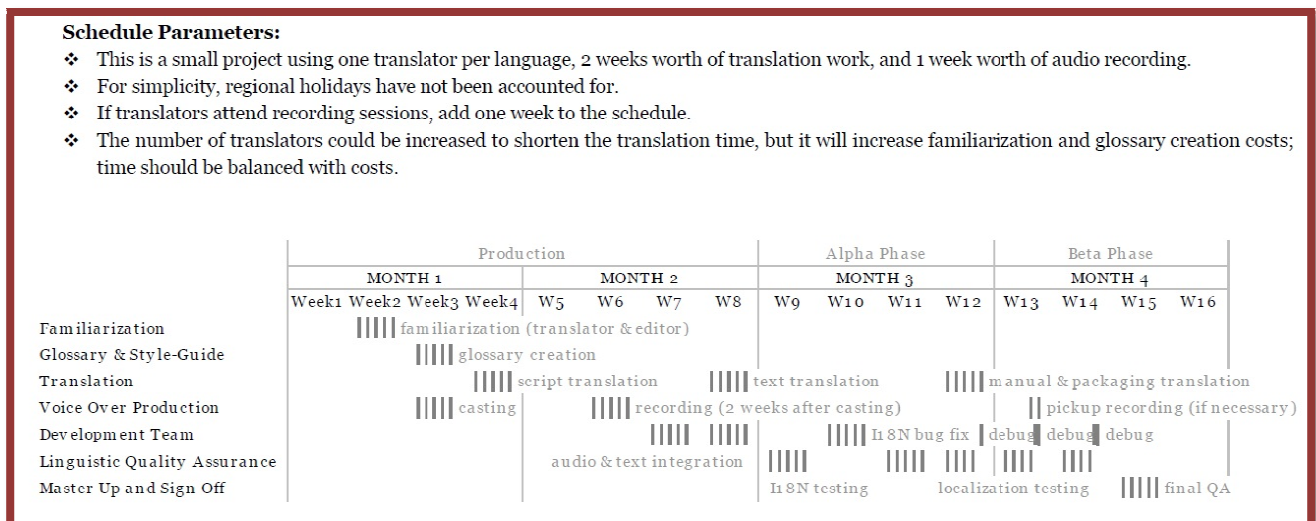 Schedule Parameters:
❖ This is a small project using one translator per language, 2 weeks worth of translation work, and 1 week worth of audio recording.
❖ For simplicity, regional holidays have not been accounted for.
❖ If translators attend recording sessions, add one week to the schedule.
❖ The number of translators could be increased to shorten the translation time, but it will increase familiarization and glossary creation costs;
time should be balanced with costs.
Production Alpha Phase Beta Phase
MONTH 1 MONTH 2 MONTH 3 MONTH 4
Week1 Week2 Week3 Week4 W5 W6 W7 W8 W9 W10 W11 W12 W13 W14 W15 W16
Familiarization familiarization (translator & editor)
Glossary & Style-Guide glossary creation
Translation script translation text translation manual & packaging translation
Voice Over Production casting recording (2 weeks after casting) pickup recording (if necessary)
Development Team I18N bug fix debug debug debug
Linguistic Quality Assurance audio & text integration
Master Up and Sign Off I18N testing localization testing final QA